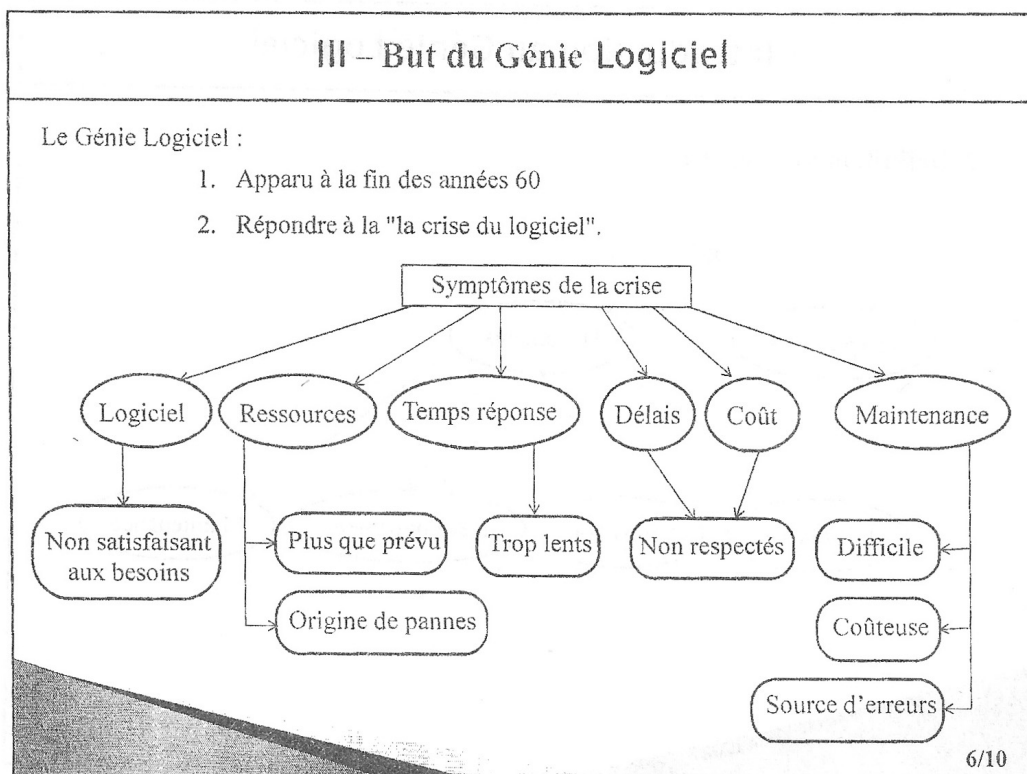 III – But du Génie Logiciel
Le Génie Logiciel :
1. Apparu à la fin des années 60
2. Répondre à la "la crise du logiciel".
Symptômes de la crise
Logiciel
Ressources
Temps réponse
Délais
Coût
Maintenance
Non satisfaisant
aux besoins
Plus que prévu
Trop lents
Non respectés
Difficile
Origine de pannes
Coûteuse
Source d'erreurs
6/10